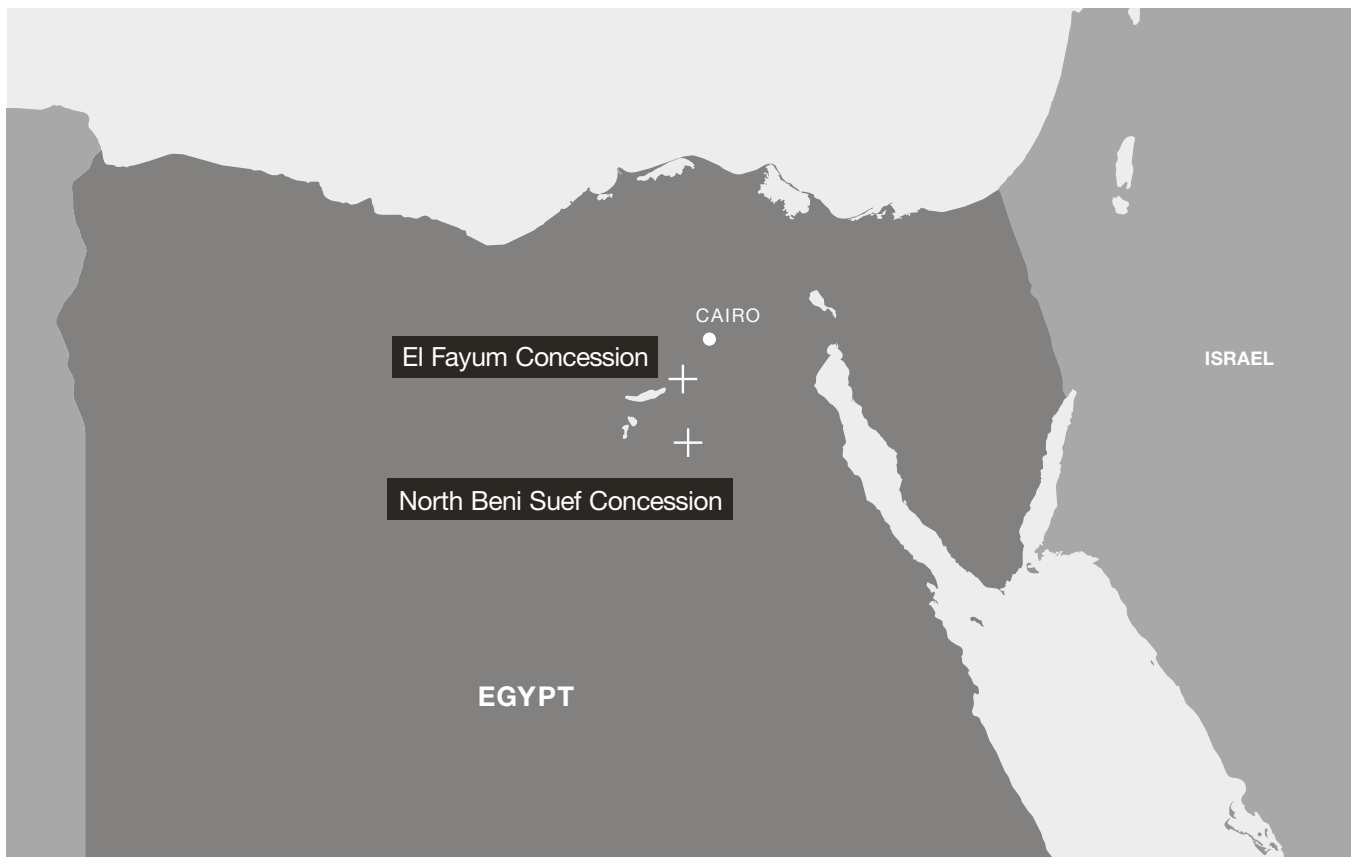 CAIRO
El Fayum Concession
ISRAEL
North Beni Suef Concession
EGYPT